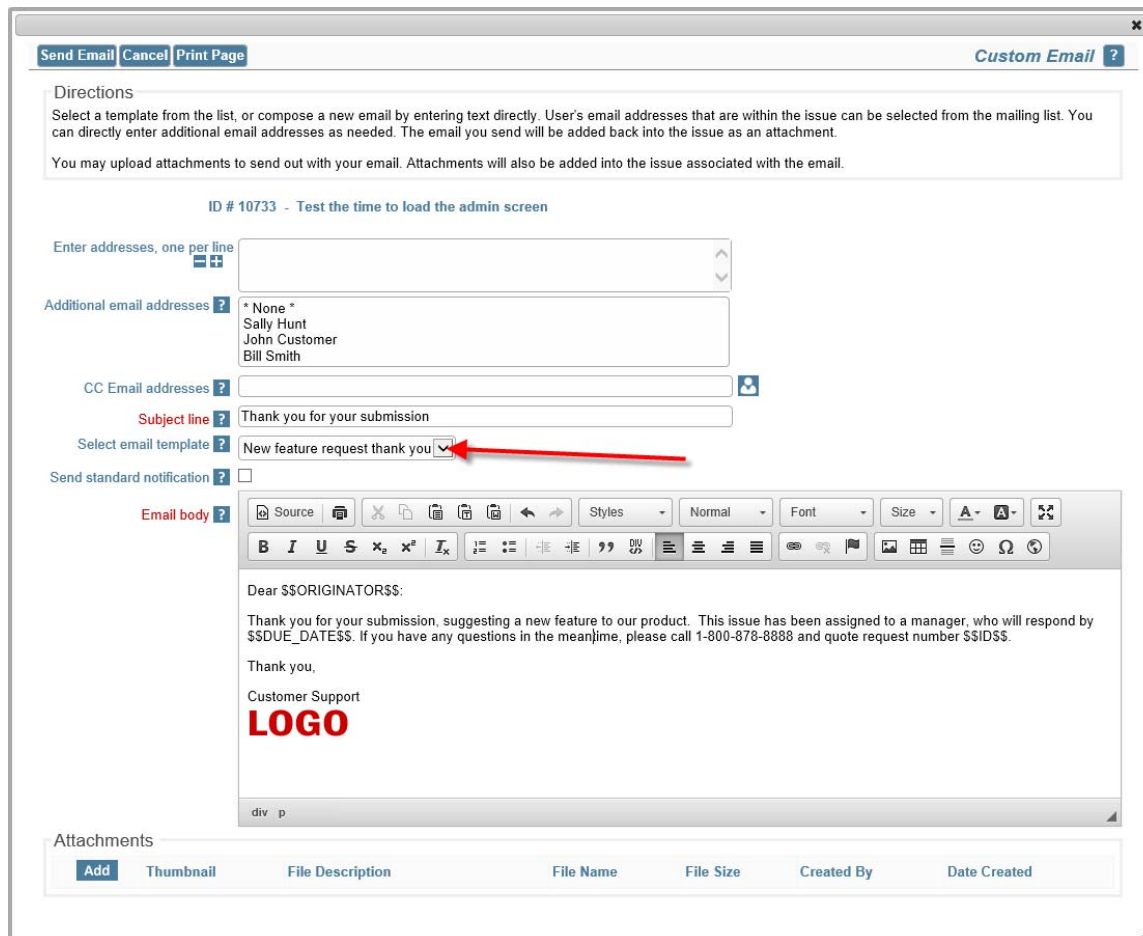 Send Email Cancel Print Page Custom Email ?
Directions
Select a template from the list, or compose a new email by entering text directly. User's email addresses that are within the issue can be selected from the mailing list. You
can directly enter additional email addresses as needed. The email you send will be added back into the issue as an attachment.
You may upload attachments to send out with your email. Attachments will also be added into the issue associated with the email.
ID # 10733 - Test the time to load the admin screen
Enter addresses, one per line
Additional email addresses ? * None *
Sally Hunt
John Customer
Bill Smith
CC Email addresses ?
Subject line ? Thank you for your submission
Select email template ? New feature request thank you
Send standard notification ?
Email body ? Source Styles Normal Font Size A A
B I U S x₂ x² Ix DIV Ω
Dear $$ORIGINATOR$$:
Thank you for your submission, suggesting a new feature to our product. This issue has been assigned to a manager, who will respond by
$$DUE_DATE$$. If you have any questions in the meantime, please call 1-800-878-8888 and quote request number $$ID$$.
Thank you,
Customer Support
LOGO
div p
Attachments
Add Thumbnail File Description File Name File Size Created By Date Created